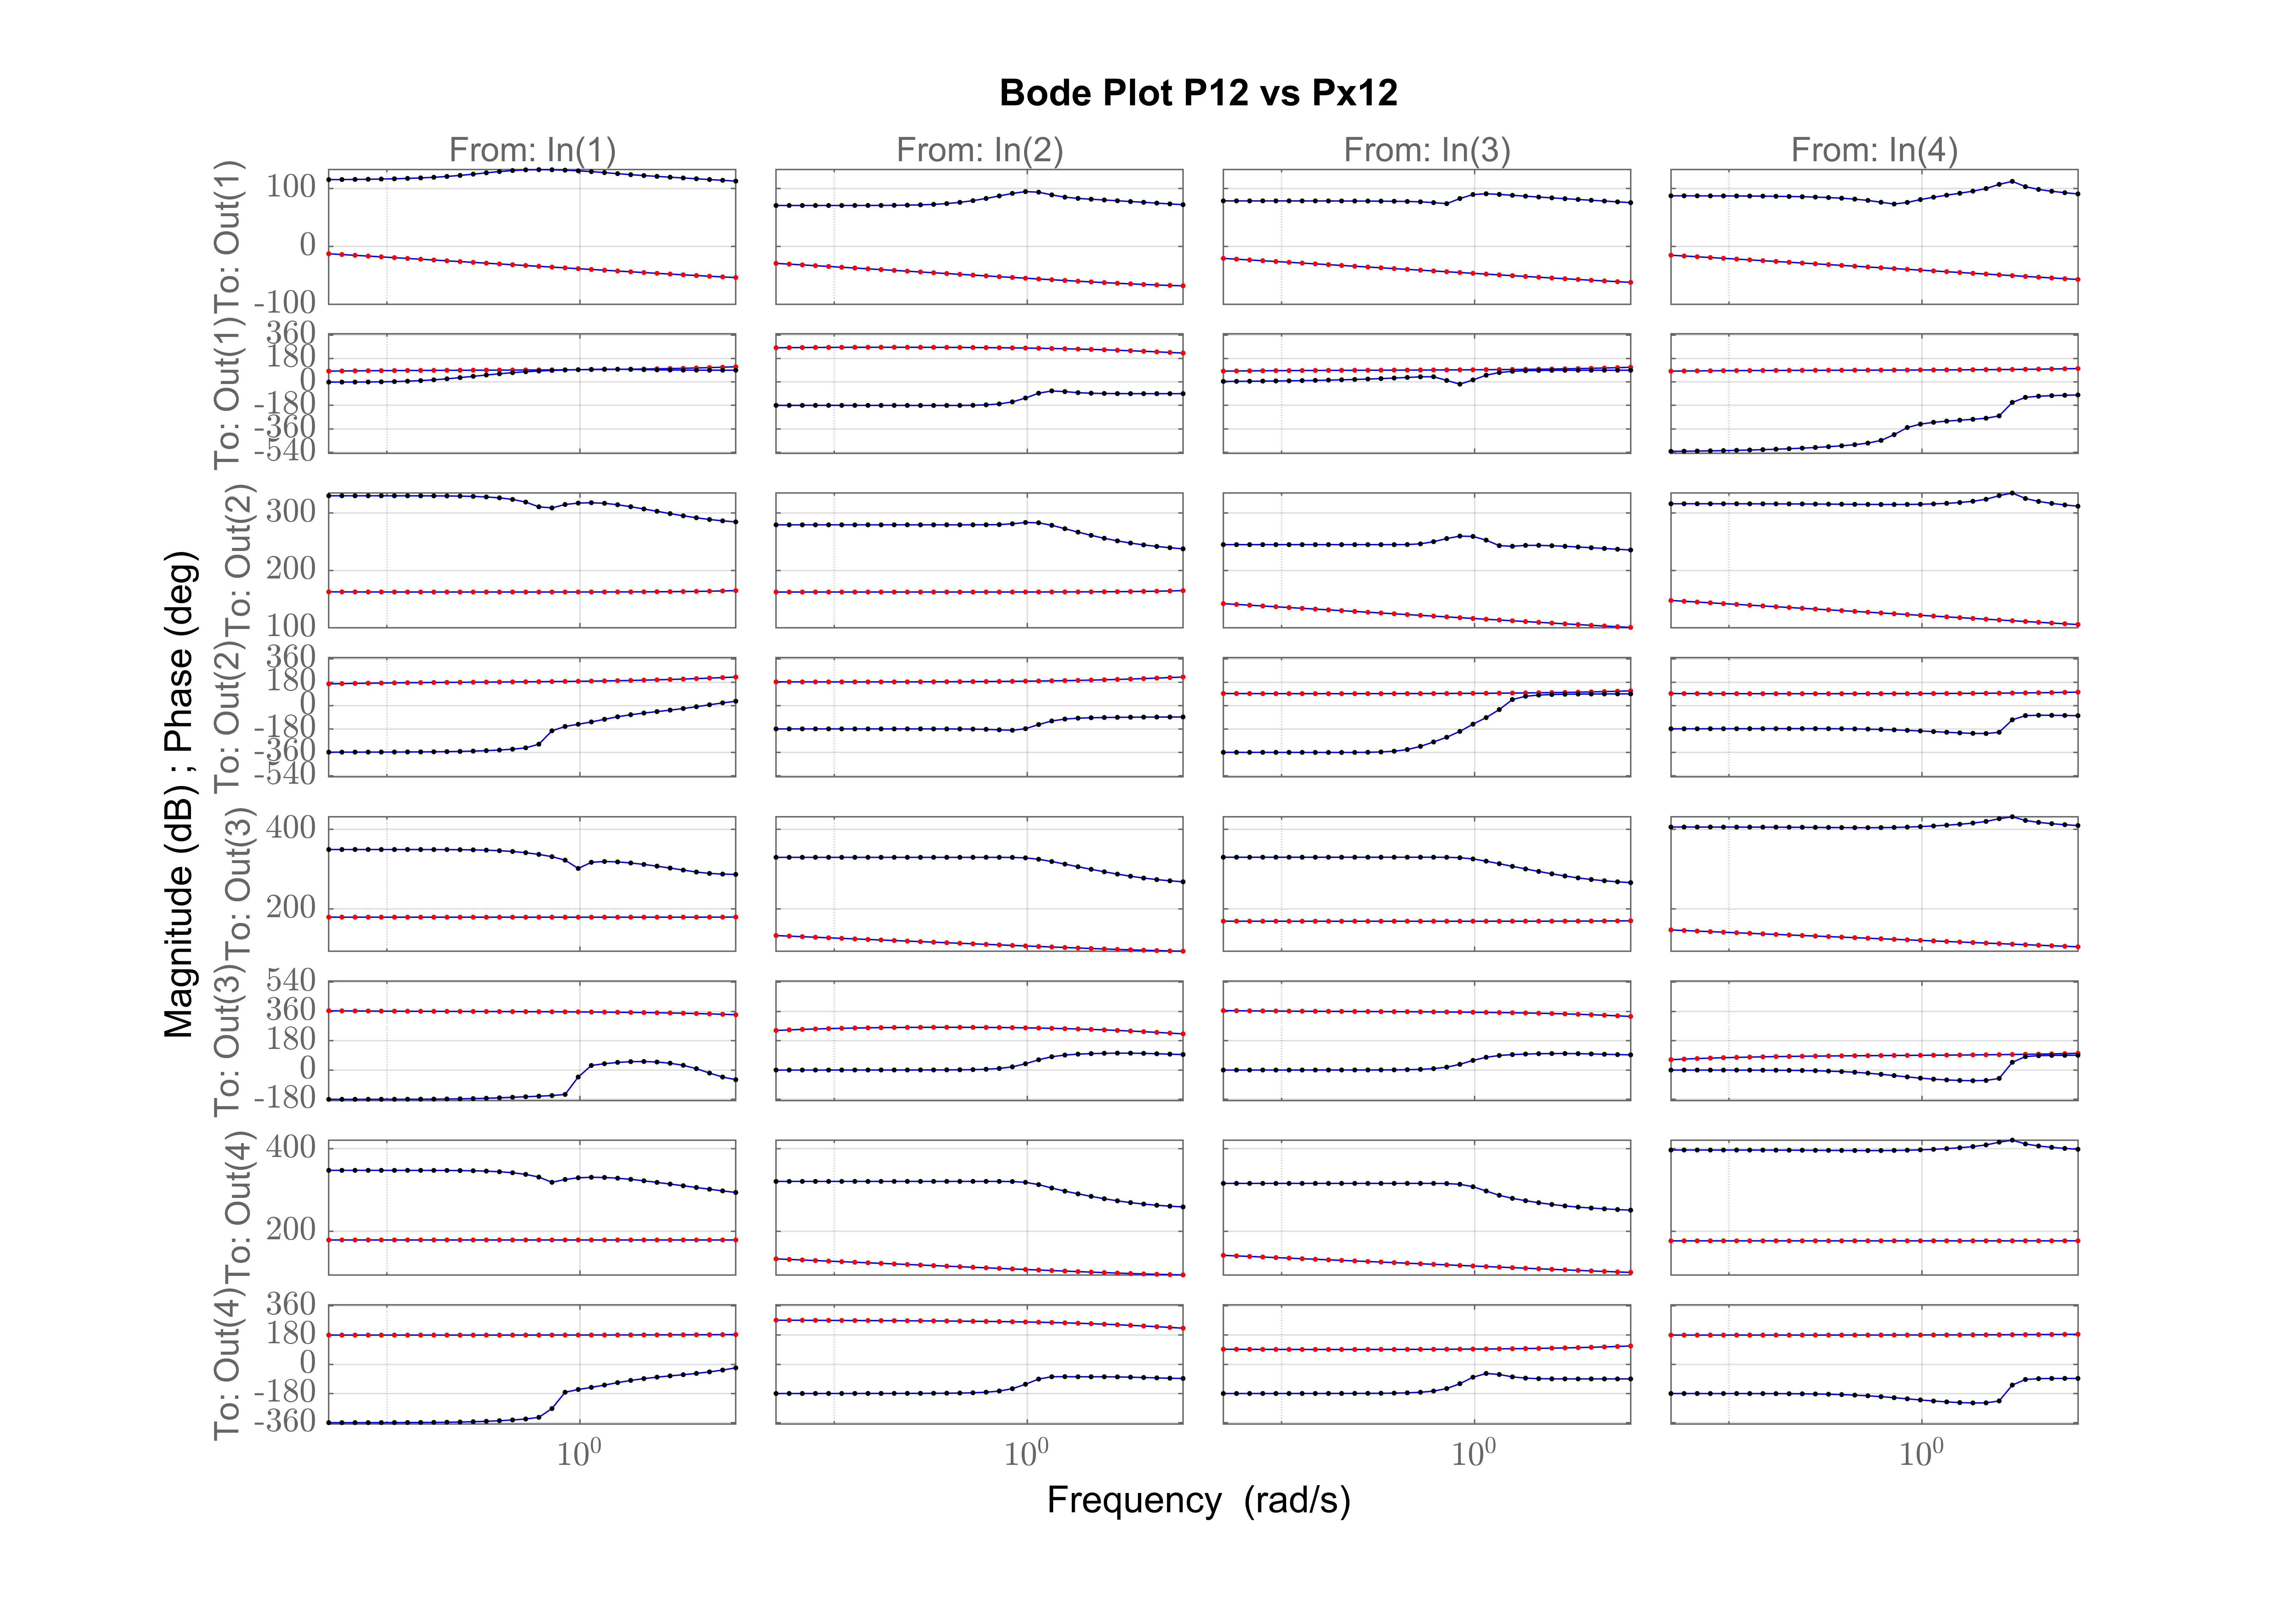 Bode Plot P12 vs Px12
From: In(1)
From: In(2)
From: In(3)
From: In(4)
Magnitude (dB) ; Phase (deg)
To: Out(1)
100
0
-100
To: Out(1)
360
180
0
-180
-360
-540
To: Out(2)
300
200
100
To: Out(2)
360
180
0
-180
-360
-540
To: Out(3)
400
200
To: Out(3)
540
360
180
0
-180
To: Out(4)
400
200
To: Out(4)
360
180
0
-180
-360
10^0
10^0
10^0
10^0
Frequency (rad/s)